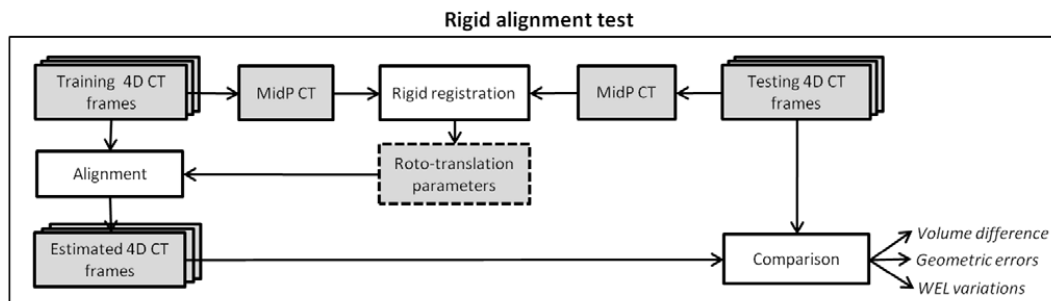 Rigid alignment test
Training 4D CT
frames
MidP CT
Rigid registration
MidP CT
Testing 4D CT
frames
Alignment
Roto-translation
parameters
Estimated 4D CT
frames
Comparison
Volume difference
Geometric errors
WEL variations